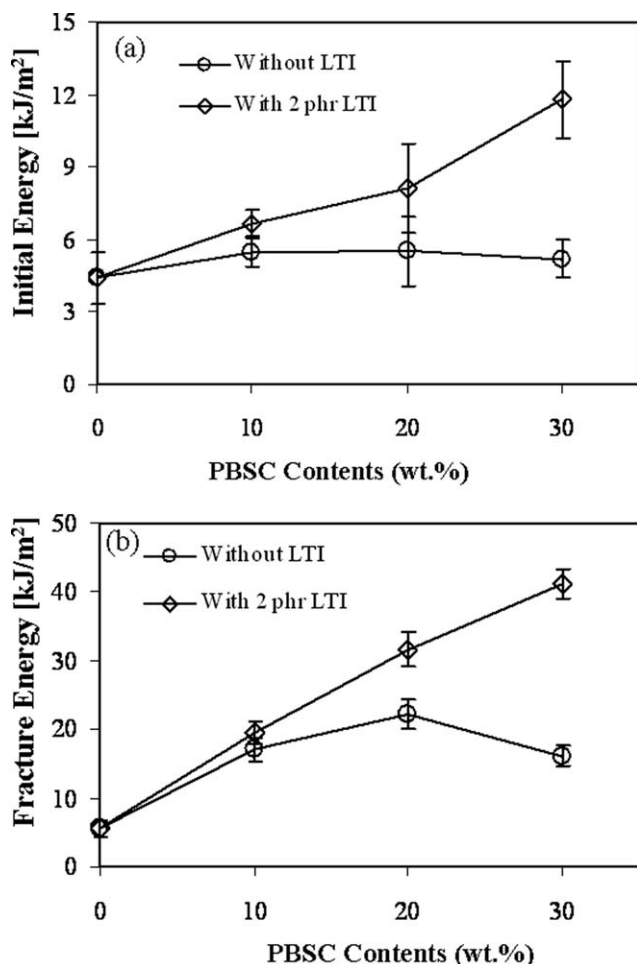 (a)
Without LTI
With 2 phr LTI
Initial Energy [kJ/m²]
15
12
9
6
3
0
0 10 20 30
PBSC Contents (wt.%)
(b)
Without LTI
With 2 phr LTI
Fracture Energy [kJ/m²]
50
40
30
20
10
0
0 10 20 30
PBSC Contents (wt.%)